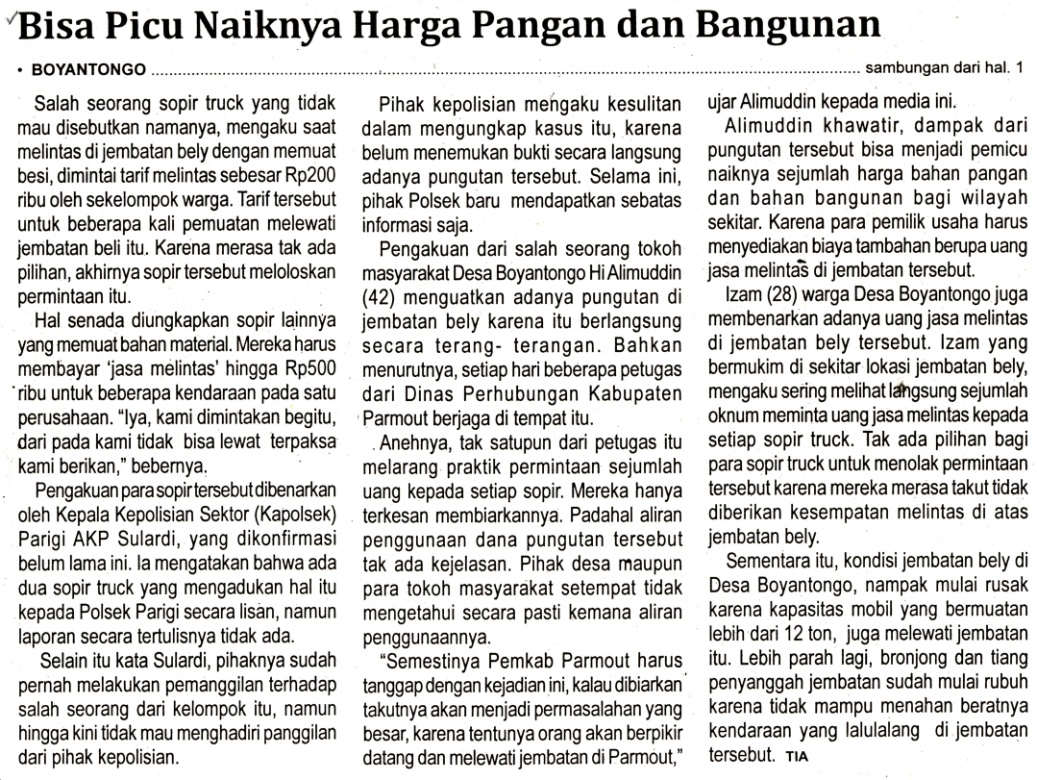 Bisa Picu Naiknya Harga Pangan dan Bangunan
• BOYANTONGO ........................................................................................................................ sambungan dari hal. 1
Salah seorang sopir truck yang tidak
mau disebutkan namanya, mengaku saat
melintas di jembatan bely dengan memuat
besi, dimintai tarif melintas sebesar Rp200
ribu oleh sekelompok warga. Tarif tersebut
untuk beberapa kali pemuatan melewati
jembatan beli itu. Karena merasa tak ada
pilihan, akhirnya sopir tersebut meloloskan
permintaan itu.
Hal senada diungkapkan sopir lainnya
yang memuat bahan material. Mereka harus
membayar 'jasa melintas' hingga Rp500
ribu untuk beberapa kendaraan pada satu
perusahaan. "Iya, kami dimintakan begitu,
dari pada kami tidak bisa lewat terpaksa
kami berikan," bebernya.
Pengakuan para sopir tersebut dibenarkan
oleh Kepala Kepolisian Sektor (Kapolsek)
Parigi AKP Sulardi, yang dikonfirmasi
belum lama ini. Ia mengatakan bahwa ada
dua sopir truck yang mengadukan hal itu
kepada Polsek Parigi secara lisan, namun
laporan secara tertulisnya tidak ada.
Selain itu kata Sulardi, pihaknya sudah
pernah melakukan pemanggilan terhadap
salah seorang dari kelompok itu, namun
hingga kini tidak mau menghadiri panggilan
dari pihak kepolisian.
Pihak kepolisian mengaku kesulitan
dalam mengungkap kasus itu, karena
belum menemukan bukti secara langsung
adanya pungutan tersebut. Selama ini,
pihak Polsek baru mendapatkan sebatas
informasi saja.
Pengakuan dari salah seorang tokoh
masyarakat Desa Boyantongo Hi Alimuddin
(42) menguatkan adanya pungutan di
jembatan bely karena itu berlangsung
secara terang- terangan. Bahkan
menurutnya, setiap hari beberapa petugas
dari Dinas Perhubungan Kabupaten
Parmout berjaga di tempat itu.
Anehnya, tak satupun dari petugas itu
melarang praktik permintaan sejumlah
uang kepada setiap sopir. Mereka hanya
terkesan membiarkannya. Padahal aliran
penggunaan dana pungutan tersebut
tak ada kejelasan. Pihak desa maupun
para tokoh masyarakat setempat tidak
mengetahui secara pasti kemana aliran
penggunaannya.
"Semestinya Pemkab Parmout harus
tanggap dengan kejadian ini, kalau dibiarkan
takutnya akan menjadi permasalahan yang
besar, karena tentunya orang akan berpikir
datang dan melewati jembatan di Parmout,"
ujar Alimuddin kepada media ini.
Alimuddin khawatir, dampak dari
pungutan tersebut bisa menjadi pemicu
naiknya sejumlah harga bahan pangan
dan bahan bangunan bagi wilayah
sekitar. Karena para pemilik usaha harus
menyediakan biaya tambahan berupa uang
jasa melintas di jembatan tersebut.
Izam (28) warga Desa Boyantongo juga
membenarkan adanya uang jasa melintas
di jembatan bely tersebut. Izam yang
bermukim di sekitar lokasi jembatan bely,
mengaku sering melihat langsung sejumlah
oknum meminta uang jasa melintas kepada
setiap sopir truck. Tak ada pilihan bagi
para sopir truck untuk menolak permintaan
tersebut karena mereka merasa takut tidak
diberikan kesempatan melintas di atas
jembatan bely.
Sementara itu, kondisi jembatan bely di
Desa Boyantongo, nampak mulai rusak
karena kapasitas mobil yang bermuatan
lebih dari 12 ton, juga melewati jembatan
itu. Lebih parah lagi, bronjong dan tiang
penyanggah jembatan sudah mulai rubuh
karena tidak mampu menahan beratnya
kendaraan yang lalulalang di jembatan
tersebut. TIA